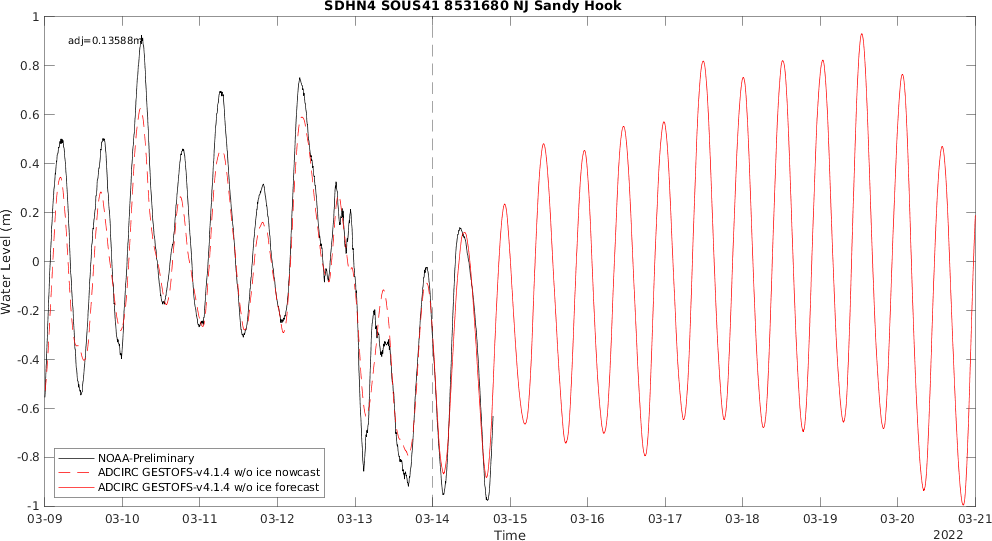 SDHN4 SOUS41 8531680 NJ Sandy Hook
adj=0.13588m
Water Level (m)
1
0.8
0.6
0.4
0.2
0
-0.2
-0.4
-0.6
-0.8
-1
NOAA-Preliminary
ADCIRC GESTOFS-v4.1.4 w/o ice nowcast
ADCIRC GESTOFS-v4.1.4 w/o ice forecast
03-09 03-10 03-11 03-12 03-13 03-14 03-15 03-16 03-17 03-18 03-19 03-20 03-21
Time
2022